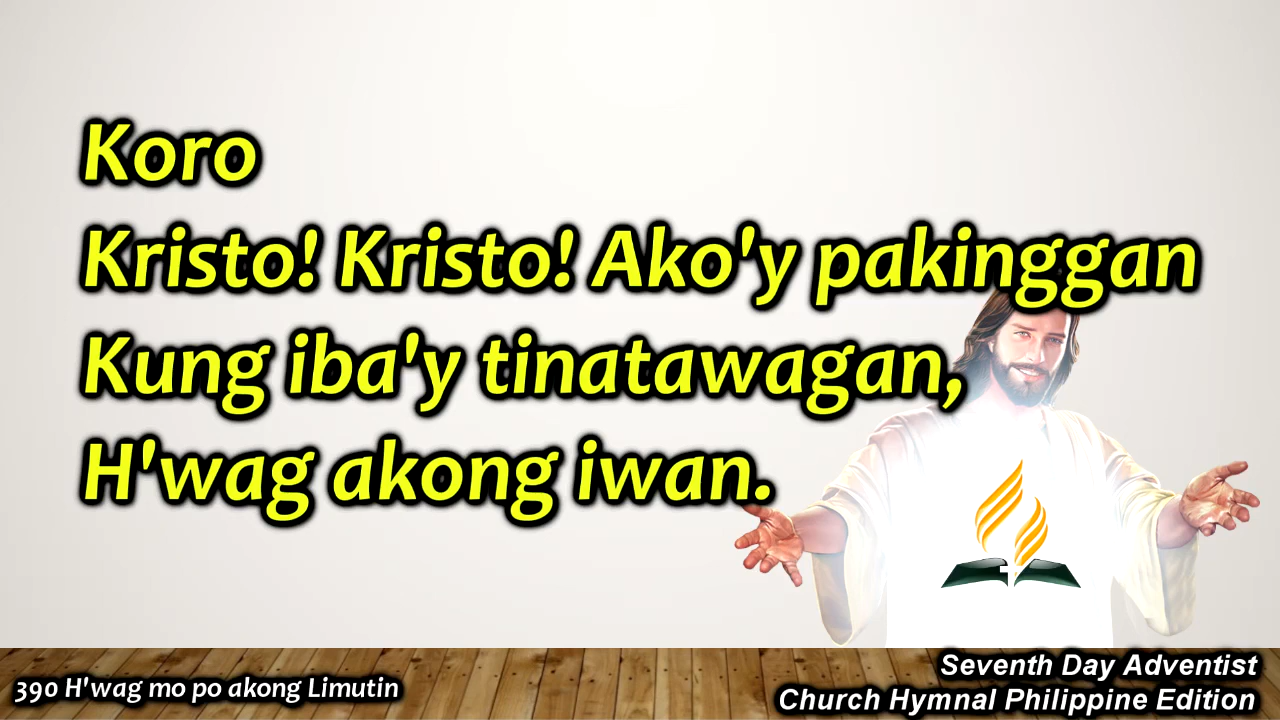 Koro
Kristo! Kristo! Ako'y pakinggan
Kung iba'y tinatawagan,
H'wag akong iwan.
390 H'wag mo po akong Limutin
Seventh Day Adventist
Church Hymnal Philippine Edition